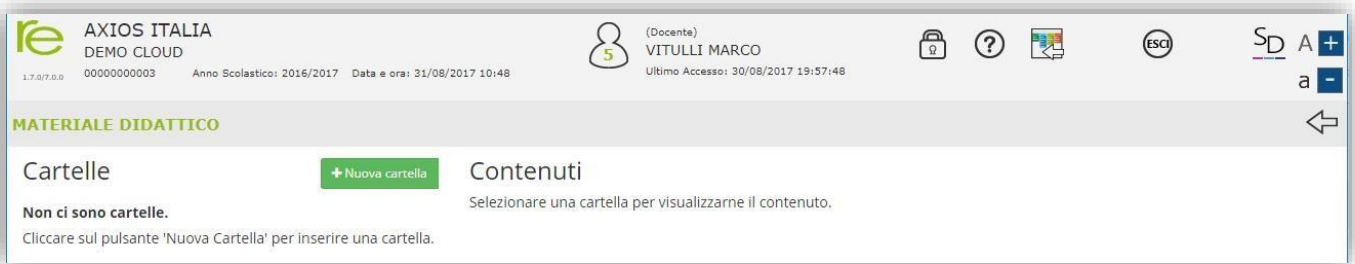 re
1.7.0/7.0.0
AXIOS ITALIA
DEMO CLOUD
00000000003 Anno Scolastico: 2016/2017 Data e ora: 31/08/2017 10:48
5
(Docente)
VITULLI MARCO
Ultimo Accesso: 30/08/2017 19:57:48
?
ESCI
SD
A +
a -
MATERIALE DIDATTICO
Cartelle
+ Nuova cartella
Non ci sono cartelle.
Cliccare sul pulsante 'Nuova Cartella' per inserire una cartella.
Contenuti
Selezionare una cartella per visualizzarne il contenuto.